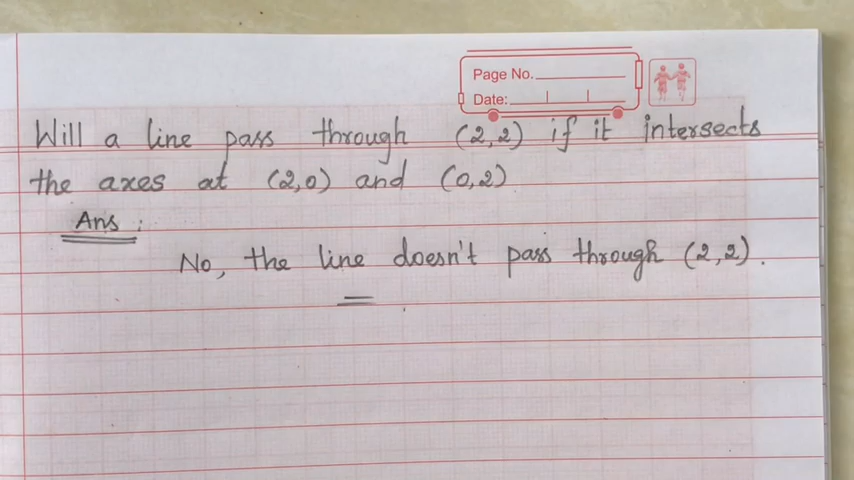 Page No.
Date:
Will a line pass through (2,2) if it intersects
the axes at (2,0) and (0,2)
Ans :
No, the line doesn't pass through (2,2).